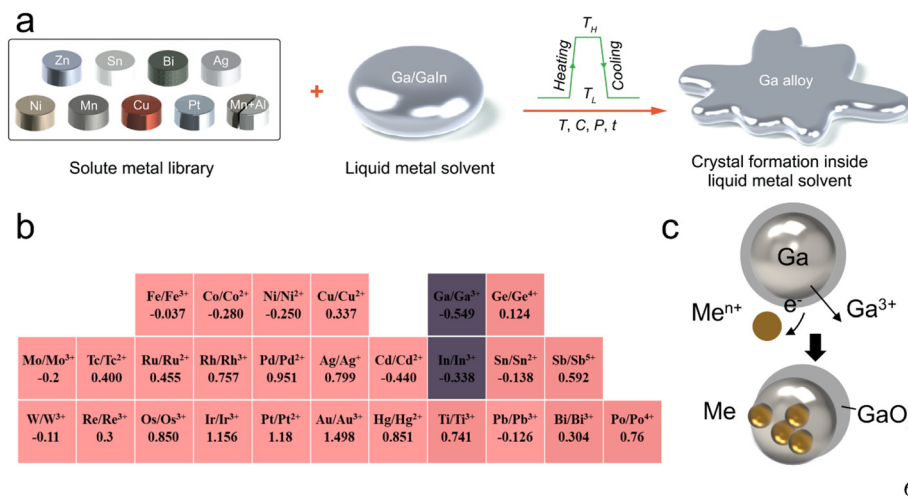 a
Zn Sn Bi Ag
Ni Mn Cu Pt Mn+Al
Solute metal library
+
Ga/GaIn
Liquid metal solvent
T_H
Heating
Cooling
T_L
T, C, P, t
Ga alloy
Crystal formation inside
liquid metal solvent
b
Fe/Fe³⁺ Co/Co²⁺ Ni/Ni²⁺ Cu/Cu²⁺ Ga/Ga³⁺ Ge/Ge⁴⁺
-0.037 -0.280 -0.250 0.337 -0.549 0.124
Mo/Mo³⁺ Tc/Tc²⁺ Ru/Ru²⁺ Rh/Rh³⁺ Pd/Pd²⁺ Ag/Ag⁺ Cd/Cd²⁺ In/In³⁺ Sn/Sn²⁺ Sb/Sb⁵⁺
-0.2 0.400 0.455 0.757 0.951 0.799 -0.440 -0.338 -0.138 0.592
W/W³⁺ Re/Re³⁺ Os/Os³⁺ Ir/Ir³⁺ Pt/Pt²⁺ Au/Au³⁺ Hg/Hg²⁺ Ti/Ti³⁺ Pb/Pb³⁺ Bi/Bi³⁺ Po/Po⁴⁺
-0.11 0.3 0.850 1.156 1.18 1.498 0.851 0.741 -0.126 0.304 0.76
c
Ga
Meⁿ⁺
e⁻
Ga³⁺
Me
GaO